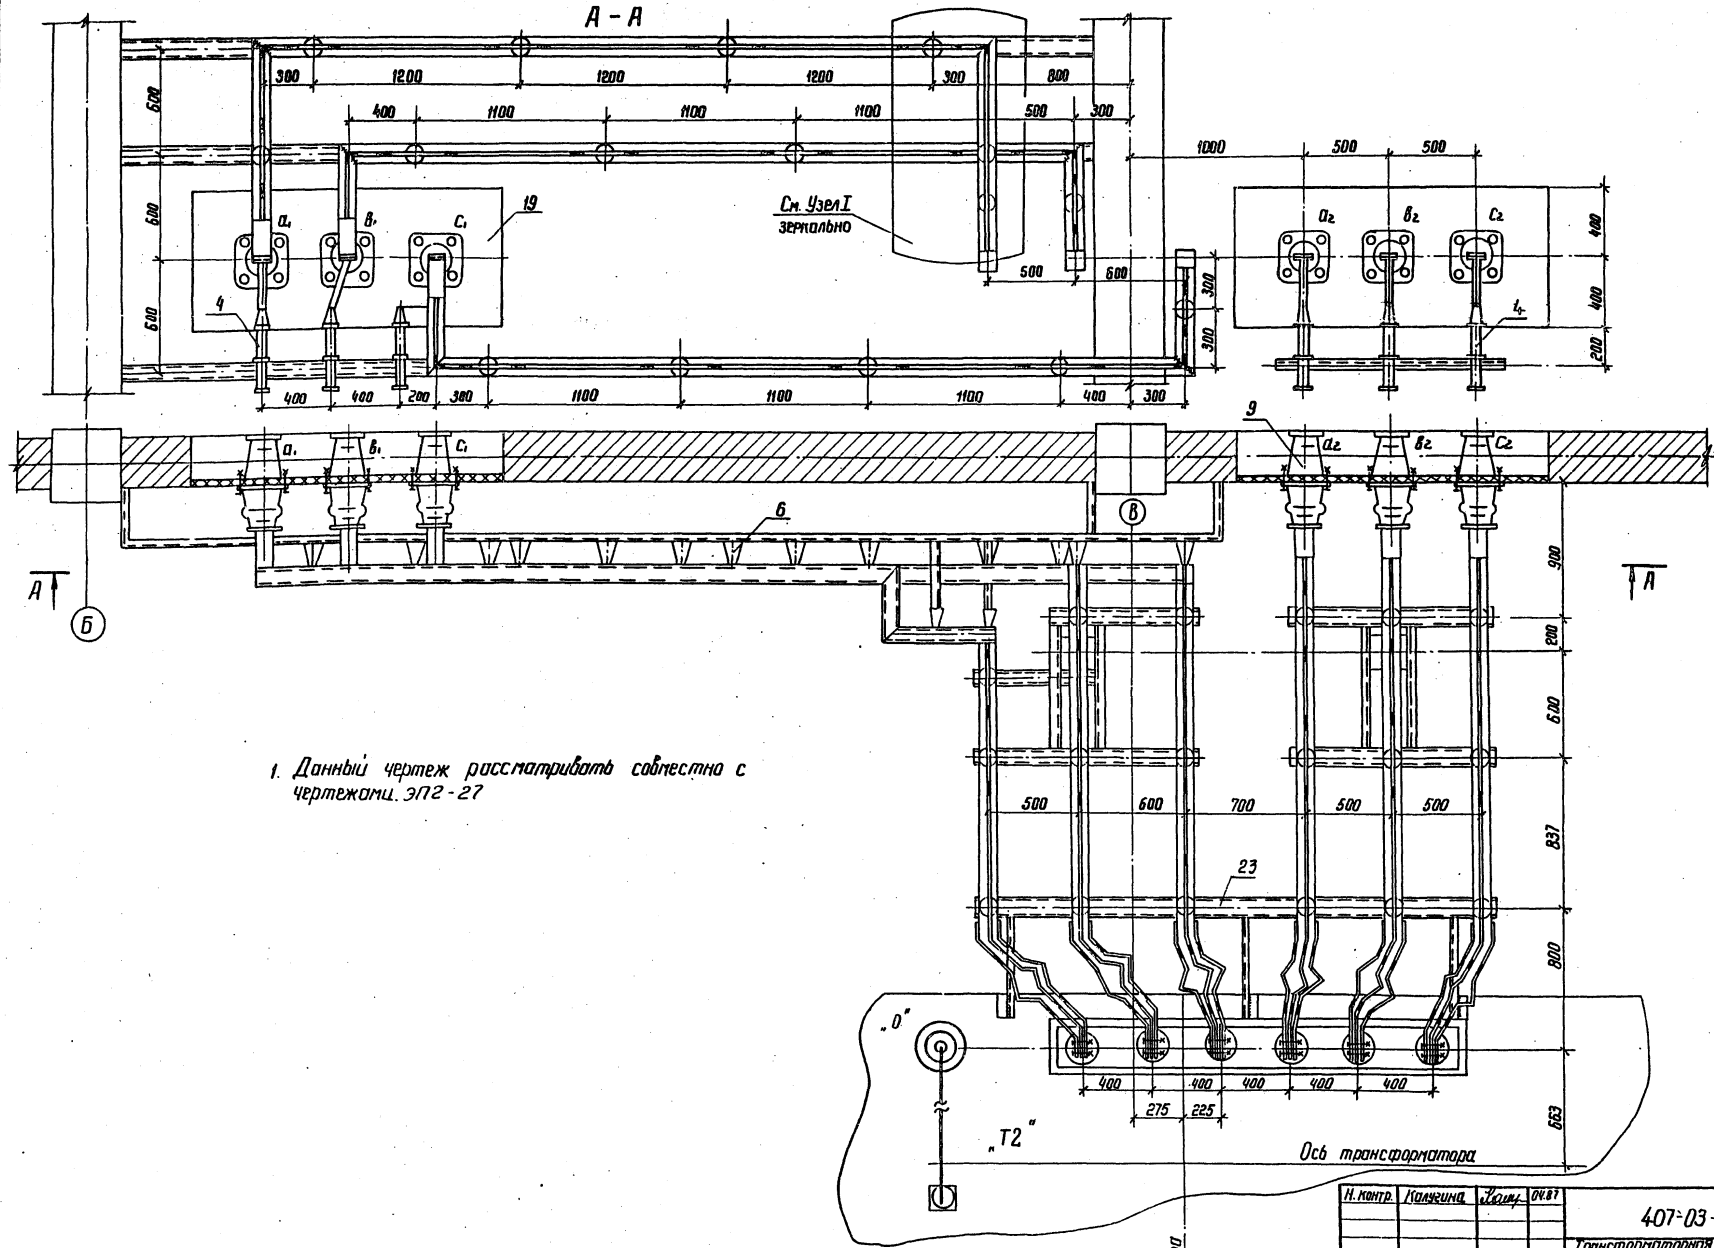 А - А
300 1200 1200 1200 300 800
400 1100 1100 1100 500 300
600
600
600
1000 500 500
19
См. Узел I
зеркально
a₁ в₁ c₁
a₂ в₂ c₂
400
400
200
500 600
300
300
4
4
400 400 200 300 1100 1100 1100 400 300
9
a₁ в₁ c₁
a₂ в₂ c₂
6
В
А
А
Б
900
200
600
837
800
663
1. Данный чертеж рассматривать совместно с
чертежами. ЭП2-27
500 600 700 500 500
23
„0"
400 400 400 400 400
275 225
„Т2"
Ось трансформатора
Н. контр. Калугина 04.87
407-03-
Трансформаторная